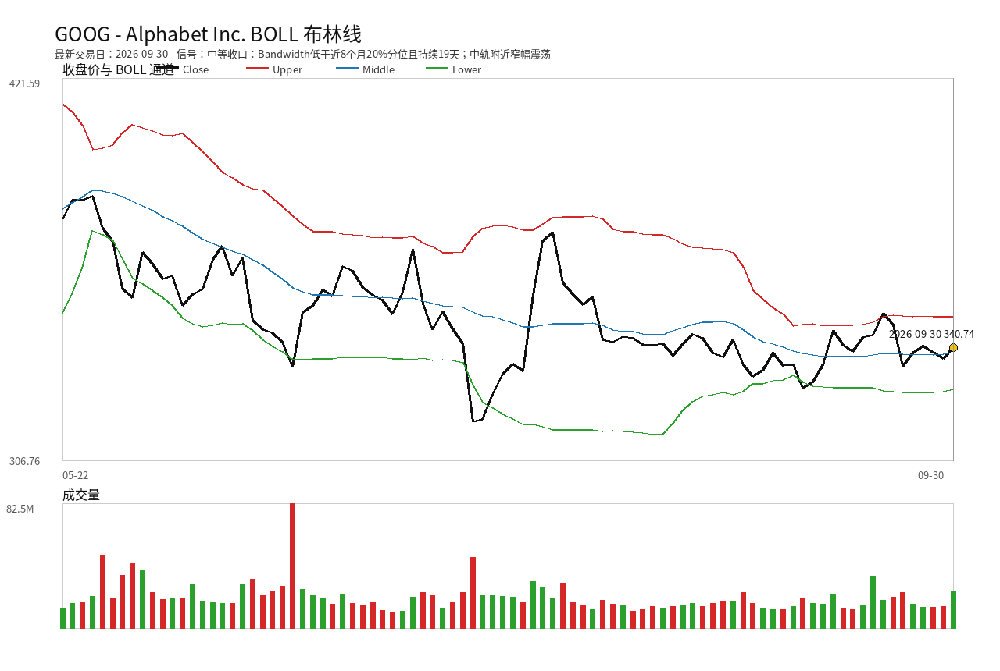 GOOG - Alphabet Inc. BOLL 布林线
最新交易日：2026-09-30 信号：中等收口：Bandwidth低于近8个月20%分位且持续19天；中轨附近窄幅震荡
收盘价与 BOLL 通道 Close Upper Middle Lower
421.59
2026-09-30 340.74
306.76
05-22 09-30
成交量
82.5M